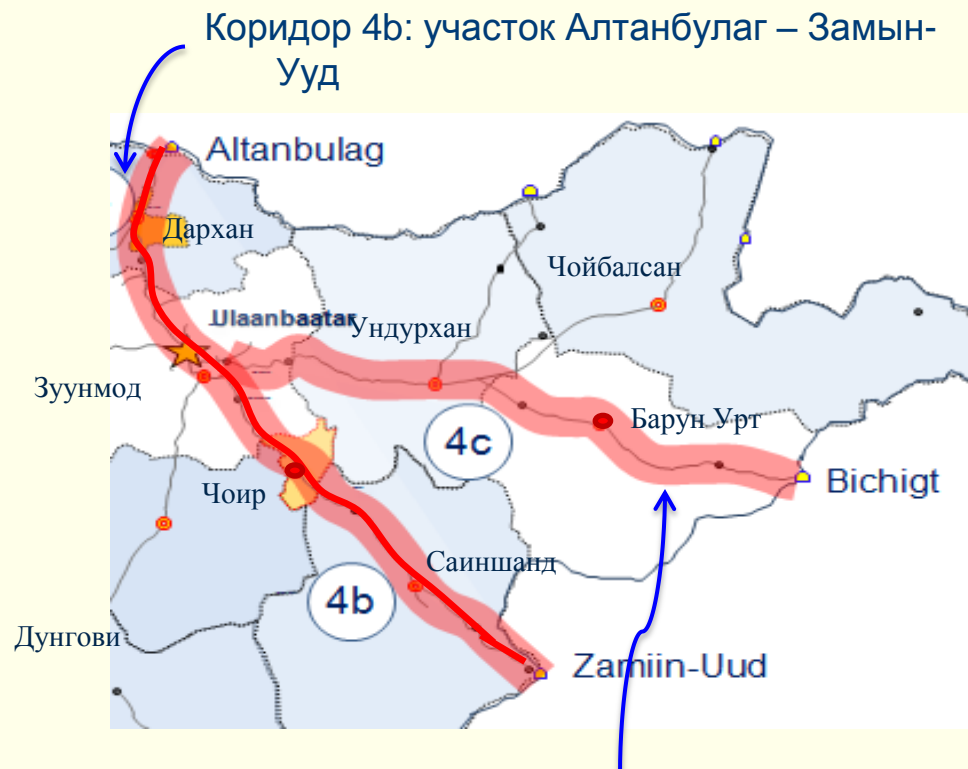 Коридор 4b: участок Алтанбулаг – Замын-
Ууд
Altanbulag
Дархан
Чойбалсан
Ulaanbaatar
Ундурхан
Зуунмод
Барун Урт
4c
Bichigt
Чоир
Саиншанд
4b
Дунгови
Zamiin-Uud